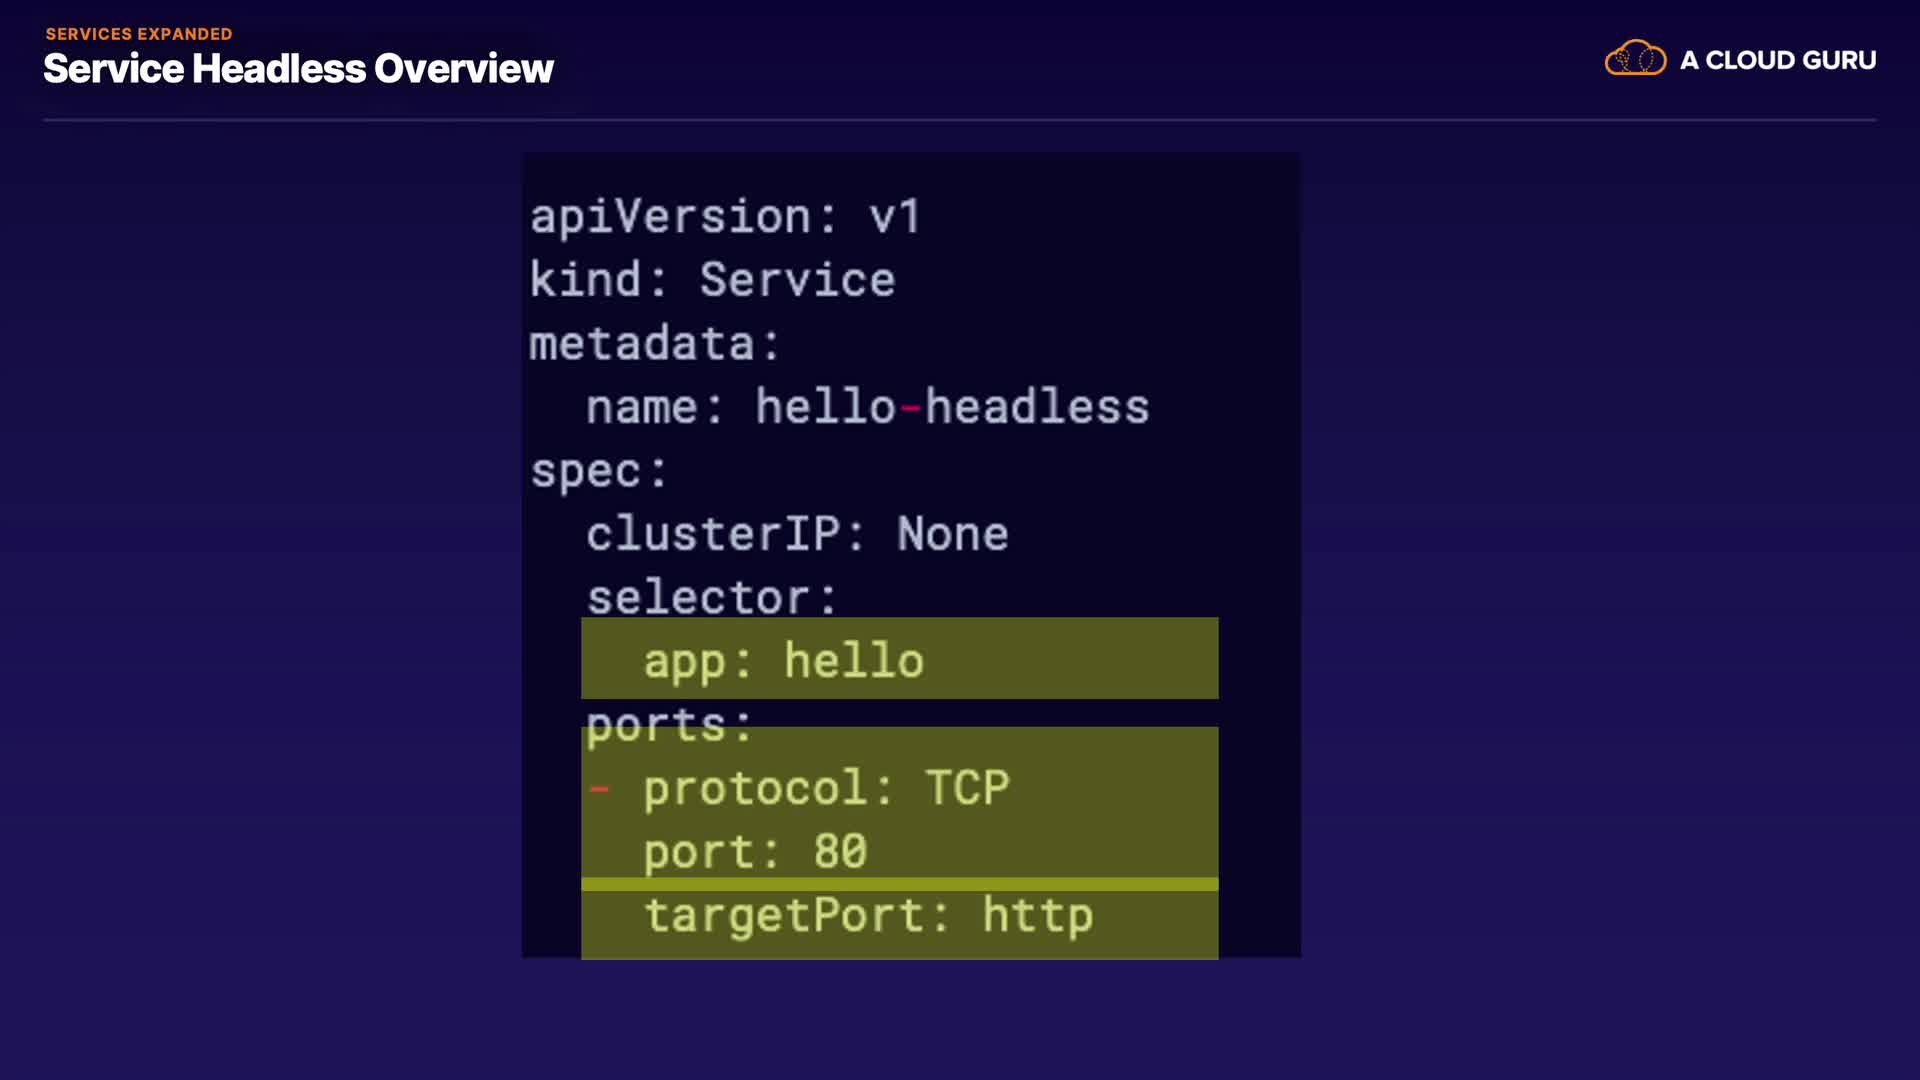 SERVICES EXPANDED
Service Headless Overview
A CLOUD GURU
apiVersion: v1
kind: Service
metadata:
  name: hello-headless
spec:
  clusterIP: None
  selector:
    app: hello
  ports:
  - protocol: TCP
    port: 80
    targetPort: http